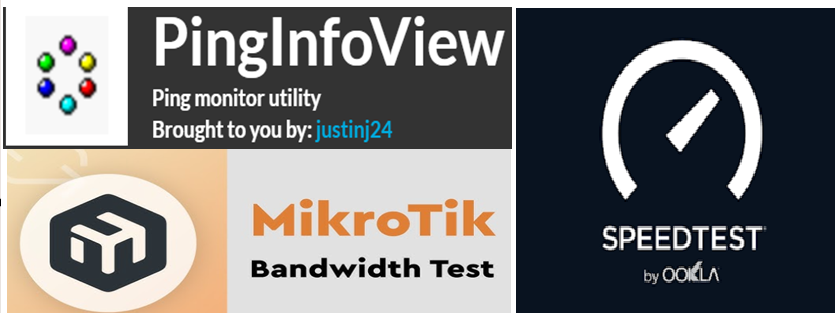 PingInfoView
Ping monitor utility
Brought to you by: justinj24
MikroTik
Bandwidth Test
SPEEDTEST
by OOKLA